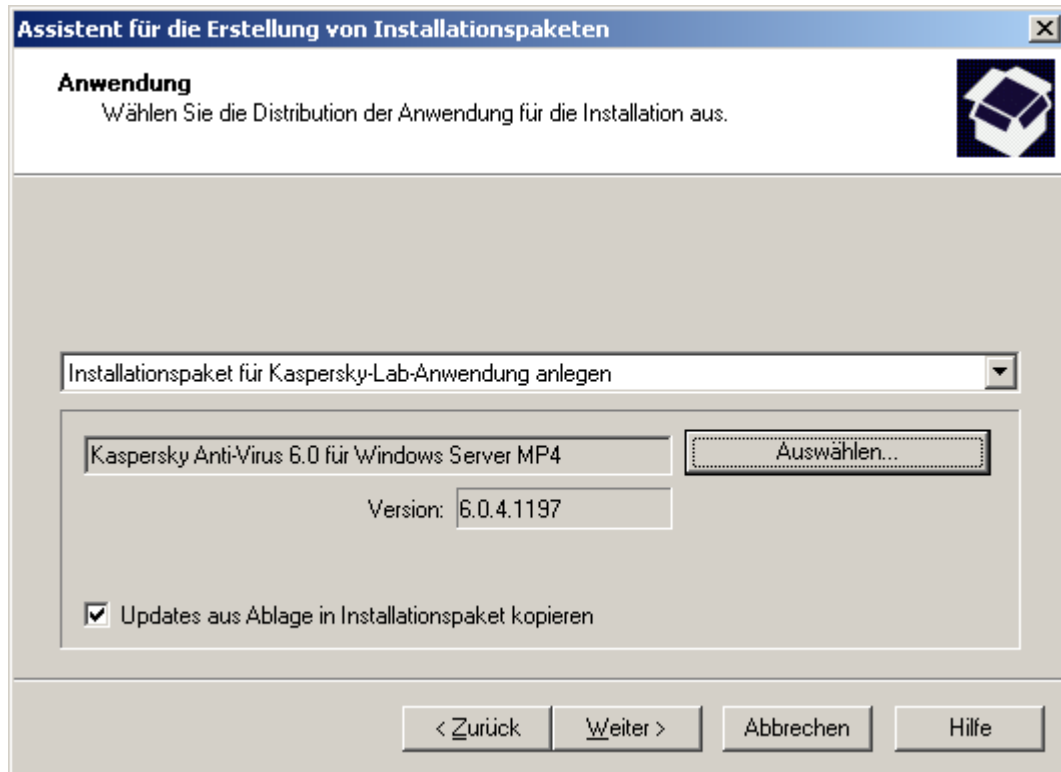 Assistent für die Erstellung von Installationspaketen
Anwendung
Wählen Sie die Distribution der Anwendung für die Installation aus.
Installationspaket für Kaspersky-Lab-Anwendung anlegen
Kaspersky Anti-Virus 6.0 für Windows Server MP4 Auswählen...
Version: 6.0.4.1197
Updates aus Ablage in Installationspaket kopieren
< Zurück Weiter > Abbrechen Hilfe